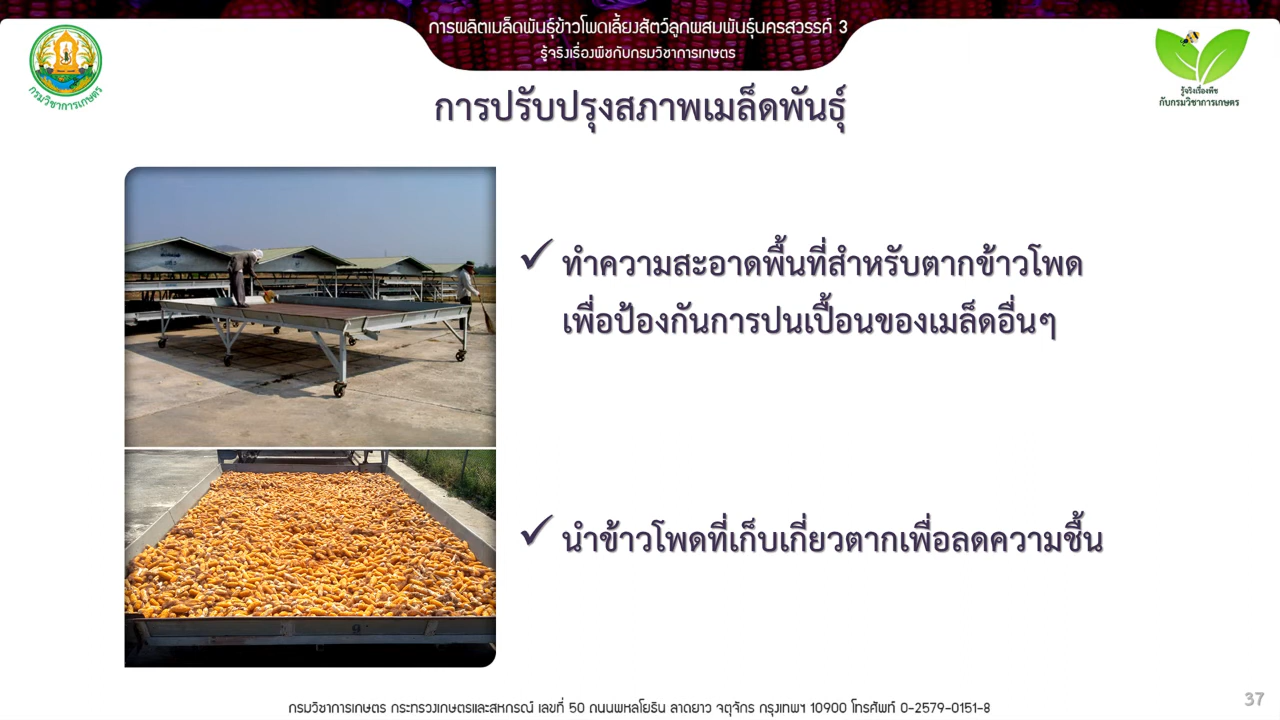 การผลิตเมล็ดพันธุ์ข้าวโพดเลี้ยงสัตว์ลูกผสมพันธุ์นครสวรรค์ 3
รู้จริงเรื่องพืชกับกรมวิชาการเกษตร
กรมวิชาการเกษตร
รู้จริงเรื่องพืช
กับกรมวิชาการเกษตร
การปรับปรุงสภาพเมล็ดพันธุ์
✓ ทำความสะอาดพื้นที่สำหรับตากข้าวโพด
เพื่อป้องกันการปนเปื้อนของเมล็ดอื่นๆ
✓ นำข้าวโพดที่เก็บเกี่ยวตากเพื่อลดความชื้น
37
กรมวิชาการเกษตร กระทรวงเกษตรและสหกรณ์ เลขที่ 50 ถนนพหลโยธิน ลาดยาว จตุจักร กรุงเทพฯ 10900 โทรศัพท์ 0-2579-0151-8